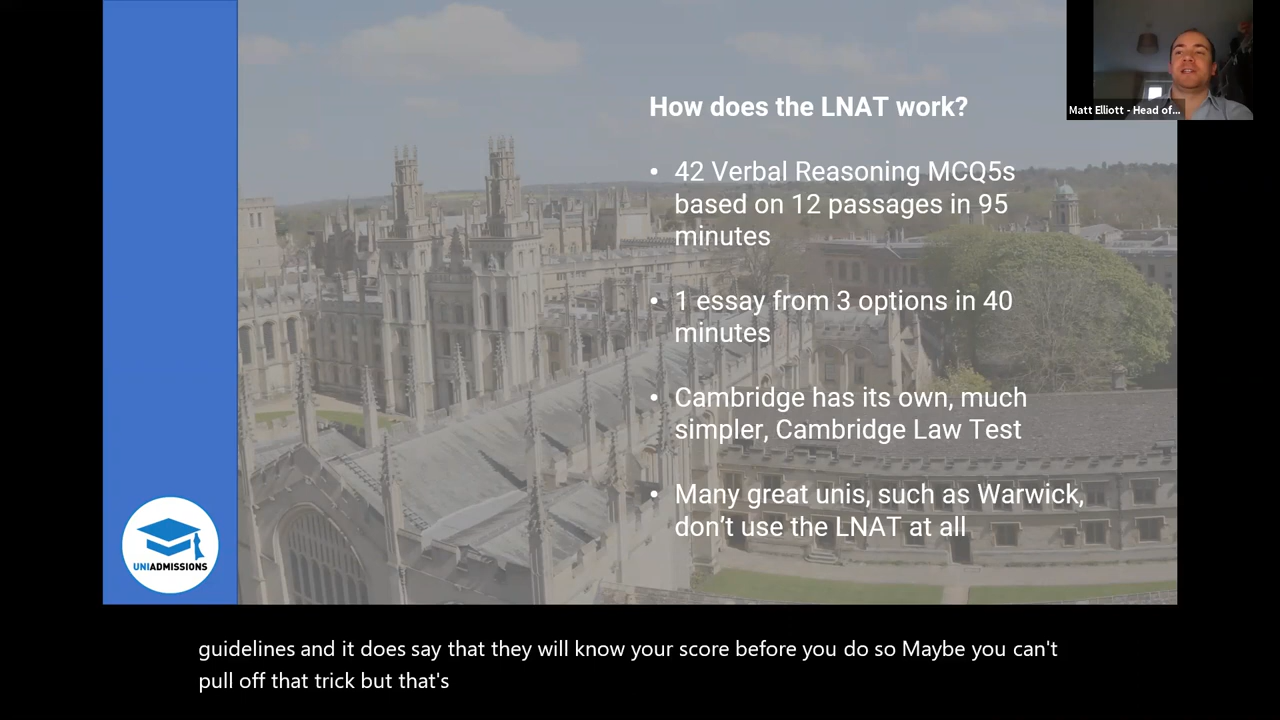 How does the LNAT work?
• 42 Verbal Reasoning MCQ5s
based on 12 passages in 95
minutes
• 1 essay from 3 options in 40
minutes
• Cambridge has its own, much
simpler, Cambridge Law Test
• Many great unis, such as Warwick,
don't use the LNAT at all
Matt Elliott - Head of...
UNIADMISSIONS
guidelines and it does say that they will know your score before you do so Maybe you can't
pull off that trick but that's